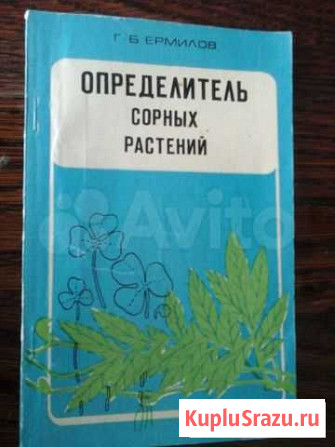 Г. Б. ЕРМИЛОВ
ОПРЕДЕЛИТЕЛЬ
СОРНЫХ
РАСТЕНИЙ
Avito
KupluSrazu.ru